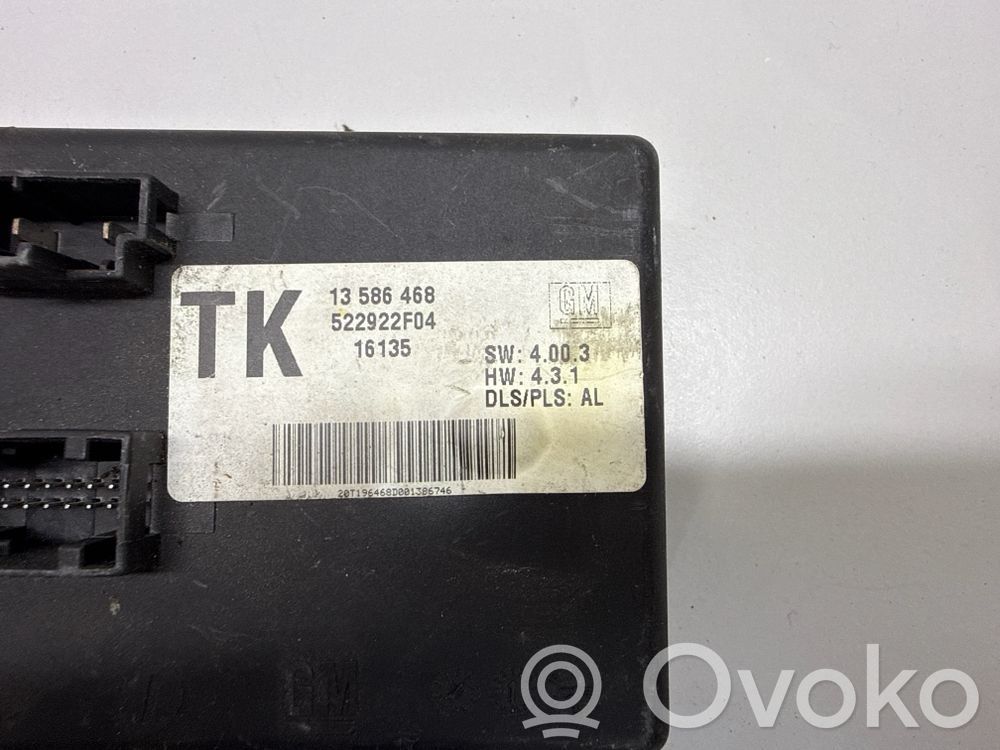 TK
13 586 468
522922F04
16135
GM
SW: 4.00.3
HW: 4.3.1
DLS/PLS: AL
20T196468D001386746
GM
Ovoko